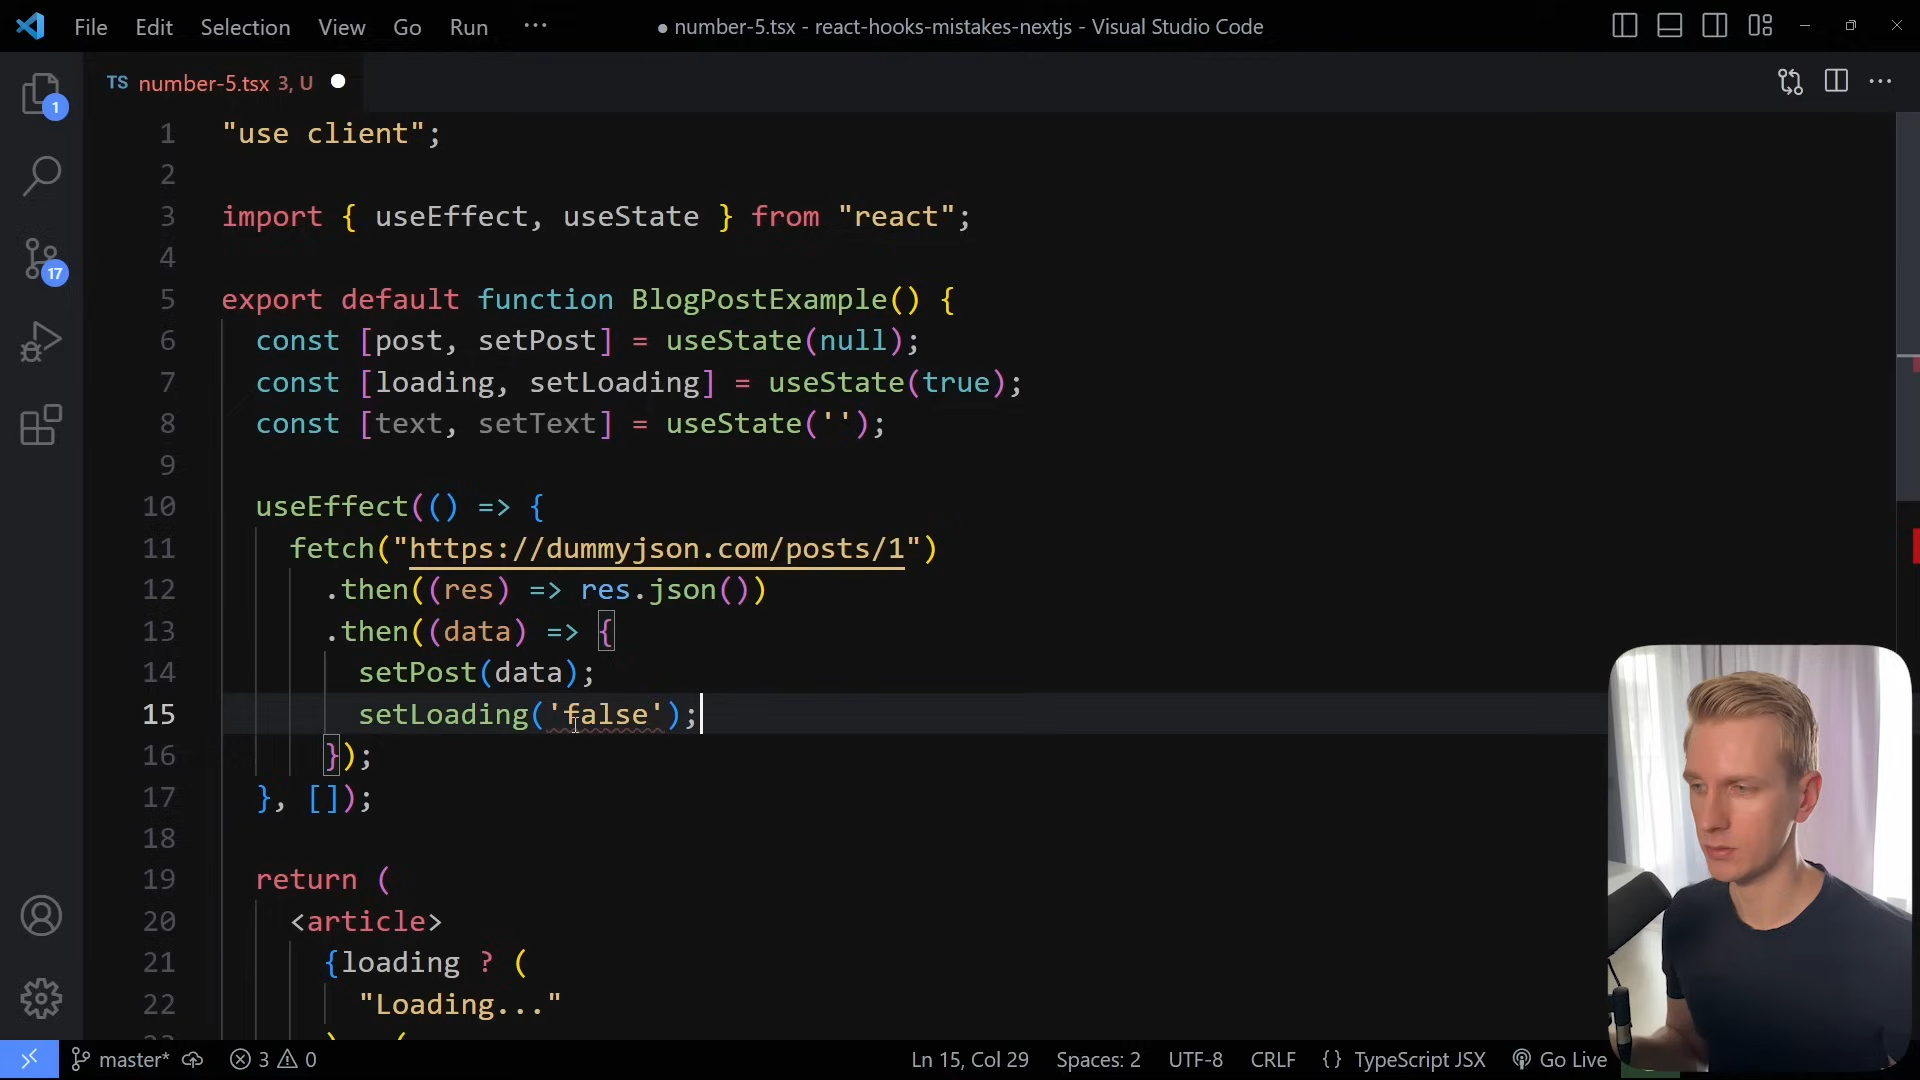 File Edit Selection View Go Run ···
● number-5.tsx - react-hooks-mistakes-nextjs - Visual Studio Code
TS number-5.tsx 3, U
1
17
1 "use client";
2
3 import { useEffect, useState } from "react";
4
5 export default function BlogPostExample() {
6 const [post, setPost] = useState(null);
7 const [loading, setLoading] = useState(true);
8 const [text, setText] = useState('');
9
10 useEffect(() => {
11 fetch("https://dummyjson.com/posts/1")
12 .then((res) => res.json())
13 .then((data) => {
14 setPost(data);
15 setLoading('false');
16 });
17 }, []);
18
19 return (
20 <article>
21 {loading ? (
22 "Loading..."
master* 3 0 Ln 15, Col 29 Spaces: 2 UTF-8 CRLF {} TypeScript JSX Go Live